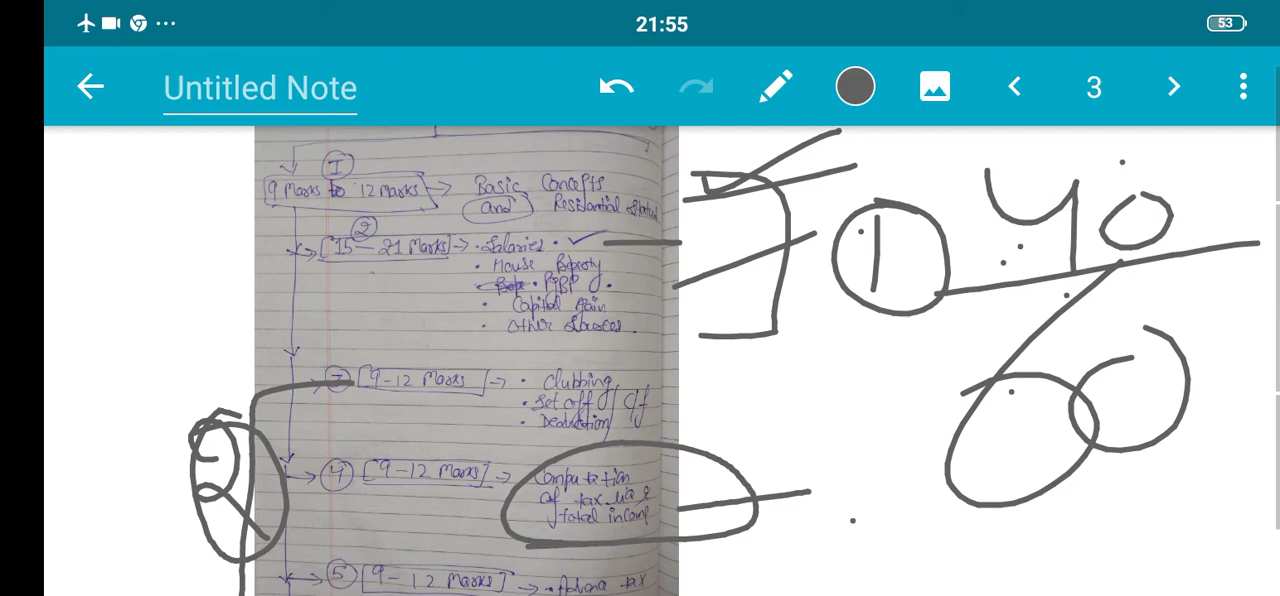 21:55
53
Untitled Note
3
I
9 Marks to 12 Marks → Basic Concepts
and Residential Status
2
[15 - 21 Marks] → • Salaries • ✓
• House Property
• PGBP •
• Capital Gain
• Other Sources
3 [9-12 Marks] → • Clubbing
• Set off / C/f
• Deduction
4 [9-12 Marks] → Computation
of tax lia &
total income
5 [9-12 Marks] → • Advance tax
1
40